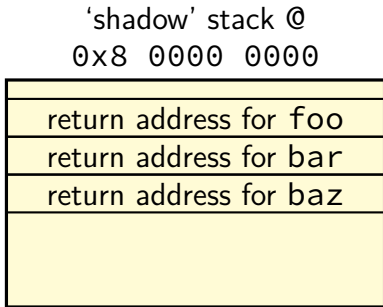 ‘shadow’ stack @
0x8 0000 0000
return address for foo
return address for bar
return address for baz